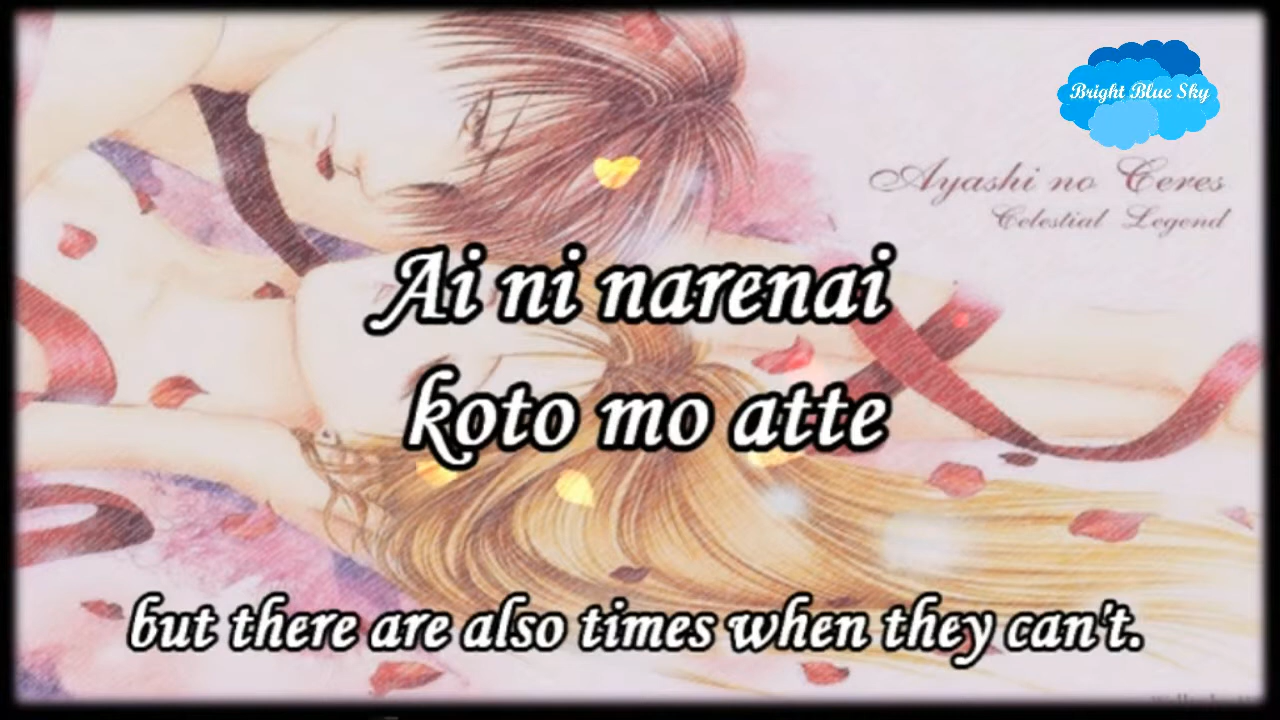 Bright Blue Sky
Ayashi no Ceres
Celestial Legend
Ai ni narenai
koto mo atte
but there are also times when they can't.